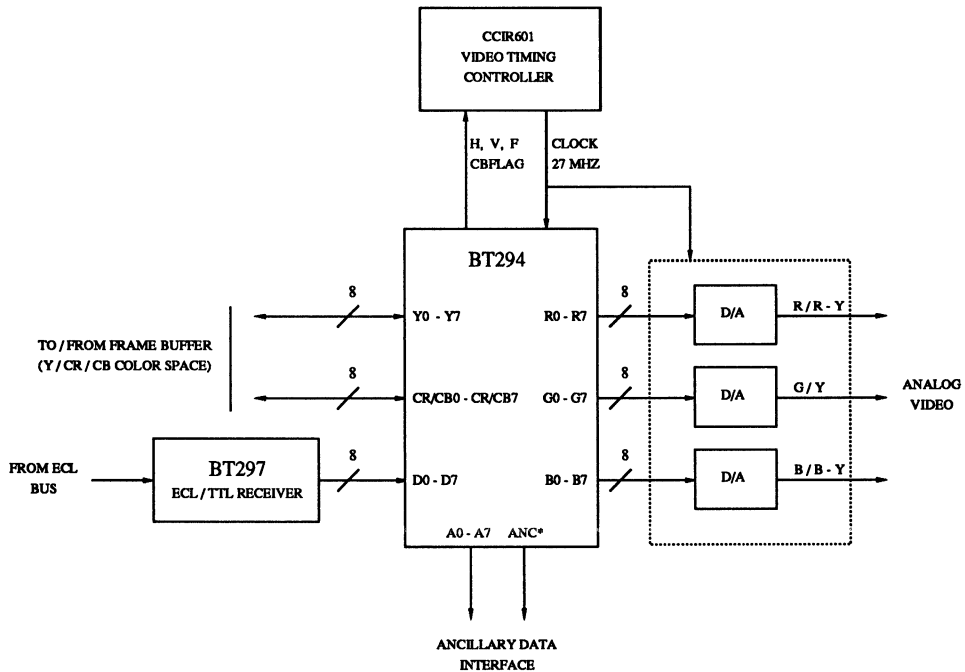 CCIR601
VIDEO TIMING
CONTROLLER
H, V, F
CBFLAG
CLOCK
27 MHZ
BT294
8
Y0 - Y7
R0 - R7
8
D/A
R / R - Y
TO / FROM FRAME BUFFER
(Y / CR / CB COLOR SPACE)
8
CR/CB0 - CR/CB7
G0 - G7
8
D/A
G / Y
ANALOG
VIDEO
FROM ECL
BUS
BT297
ECL / TTL RECEIVER
8
D0 - D7
B0 - B7
8
D/A
B / B - Y
A0 - A7
ANC*
ANCILLARY DATA
INTERFACE